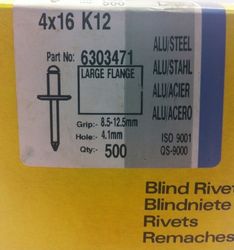 4x16 K12
Part No: 6303471
LARGE FLANGE
Grip:- 8.5-12.5mm
Hole:- 4.1mm
Qty:- 500
ALU/STEEL
ALU/STAHL
ALU/ACIER
ALU/ACERO
ISO 9001
QS-9000
Blind Rivet
Blindniete
Rivets
Remaches